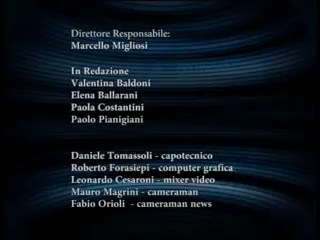 Direttore Responsabile:
Marcello Migliosi
In Redazione
Valentina Baldoni
Elena Ballarani
Paola Costantini
Paolo Pianigiani
Daniele Tomassoli - capotecnico
Roberto Forasiepi - computer grafica
Leonardo Cesaroni - mixer video
Mauro Magrini - cameraman
Fabio Orioli - cameraman news